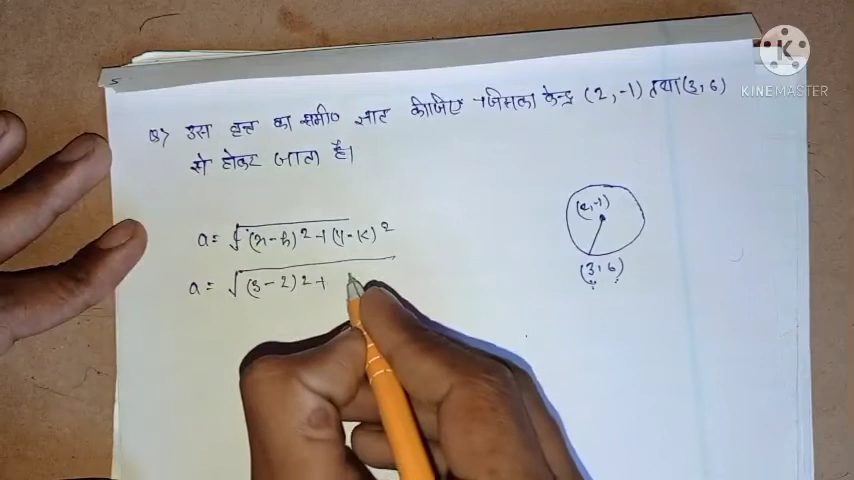 Q> उस वृत्त का समी० ज्ञात कीजिए जिसका केन्द्र (2, -1) तथा (3, 6)
से होकर जाता है।
a = √(x-h)² + (y-k)²
a = √(3-2)² +
(2,-1)
(3, 6)
K
KINEMASTER